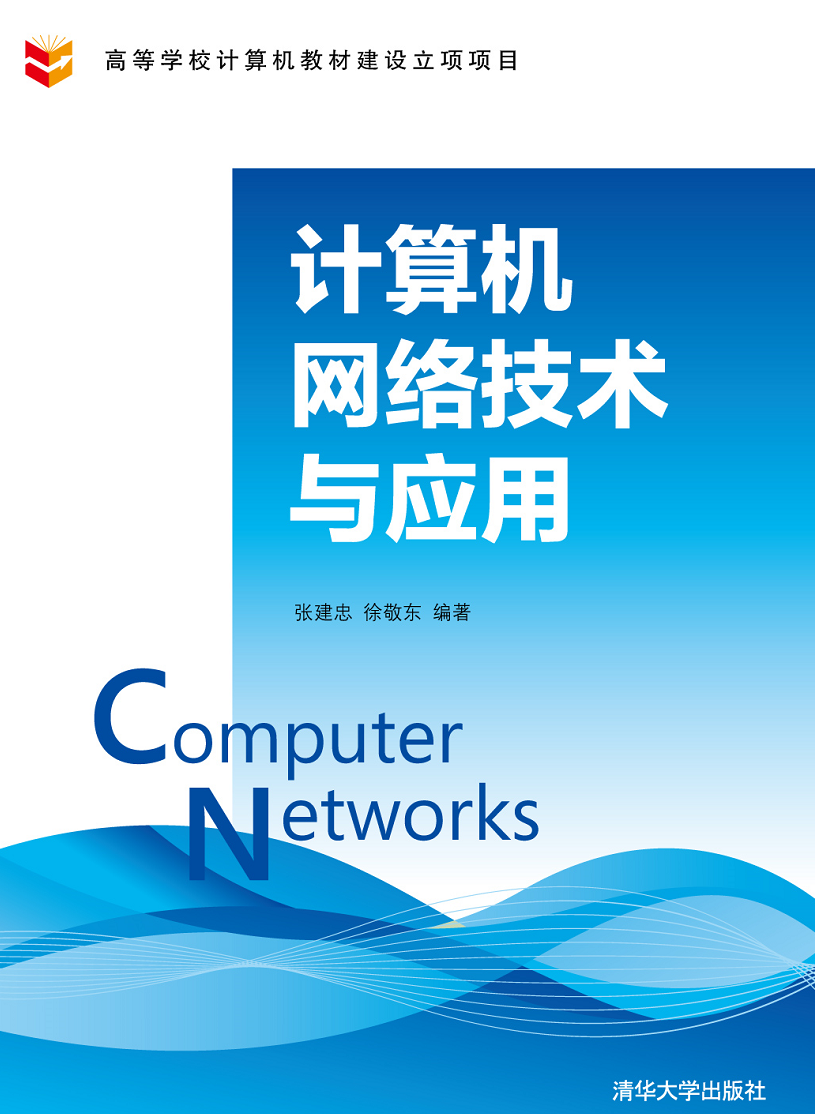 高等学校计算机教材建设立项项目
计算机
网络技术
与应用
张建忠 徐敬东 编著
Computer
Networks
清华大学出版社